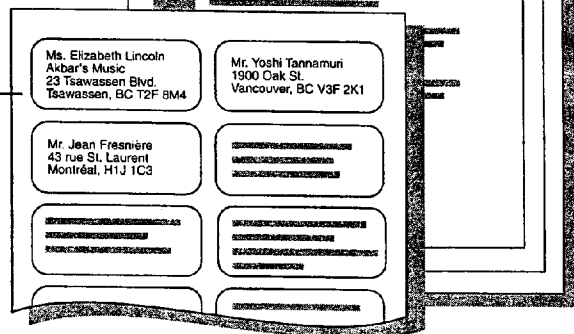 Ms. Elizabeth Lincoln
Akbar's Music
23 Tsawassen Blvd.
Tsawassen, BC T2F 8M4
Mr. Yoshi Tannamuri
1900 Oak St.
Vancouver, BC V3F 2K1
Mr. Jean Fresnière
43 rue St. Laurent
Montréal, H1J 1C3